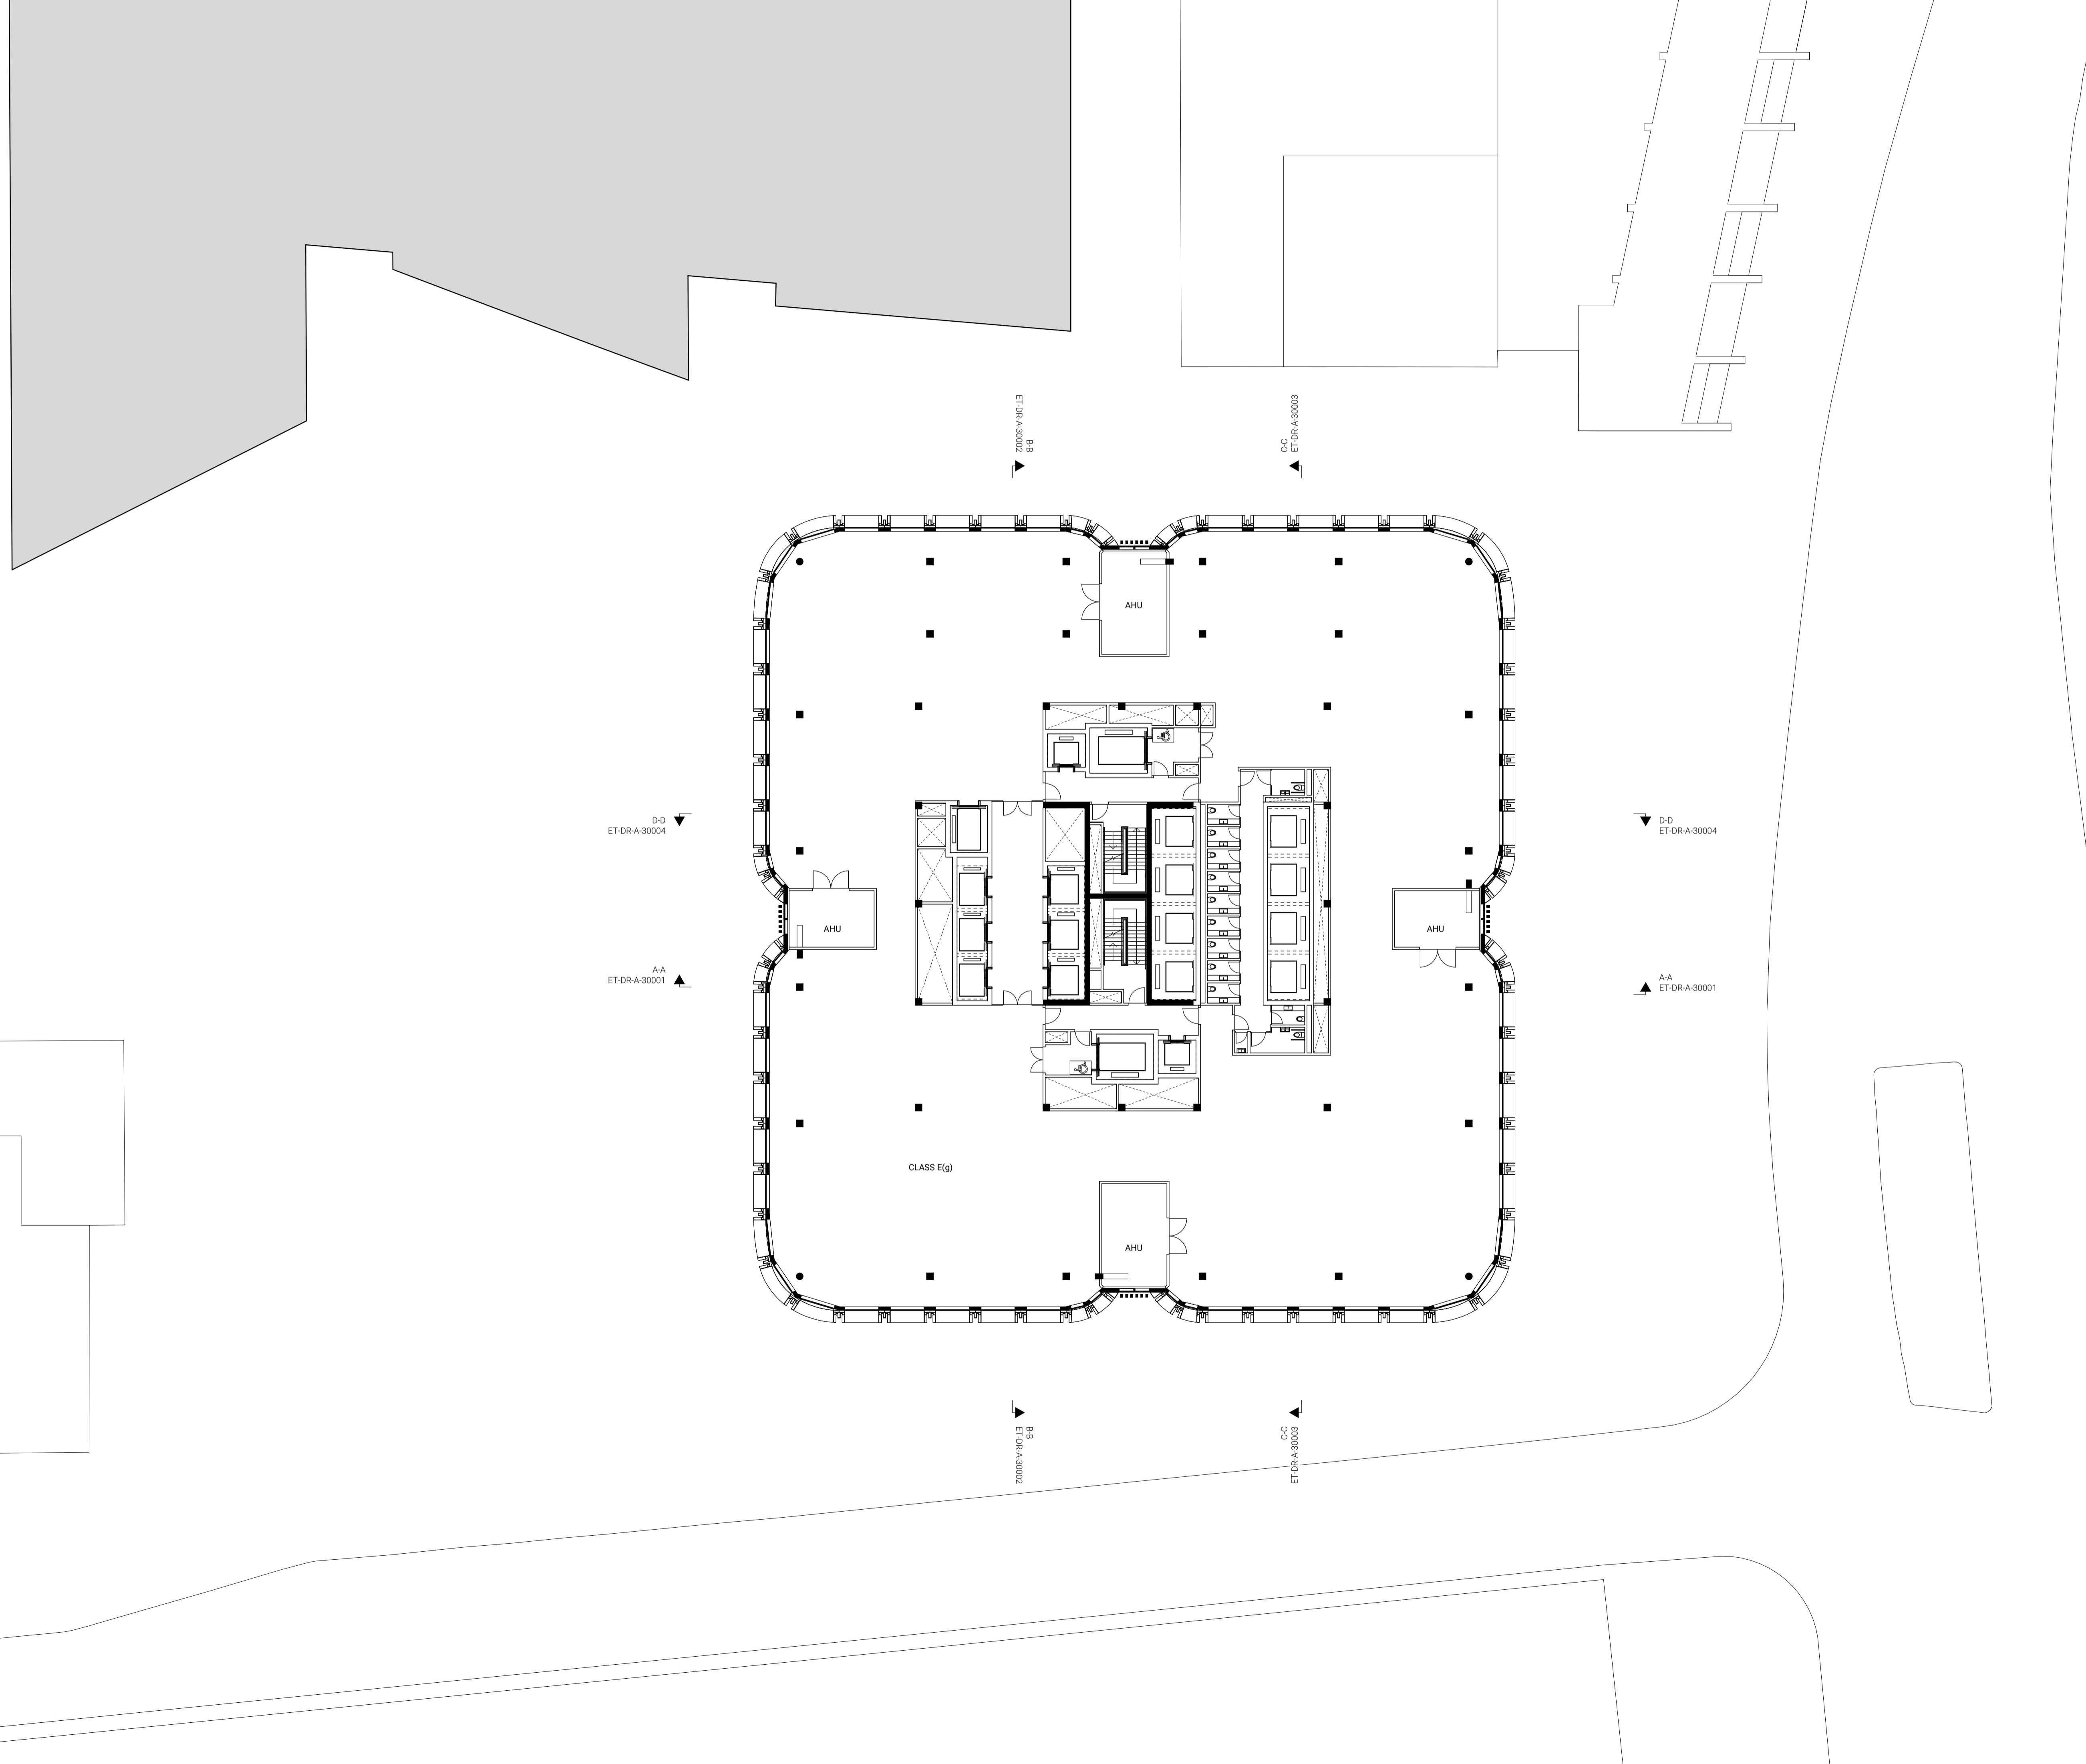 ET-DR-A-30002
B-B
C-C
ET-DR-A-30003
AHU
D-D
ET-DR-A-30004
D-D
ET-DR-A-30004
AHU
AHU
A-A
ET-DR-A-30001
A-A
ET-DR-A-30001
CLASS E(g)
AHU
B-B
ET-DR-A-30002
C-C
ET-DR-A-30003